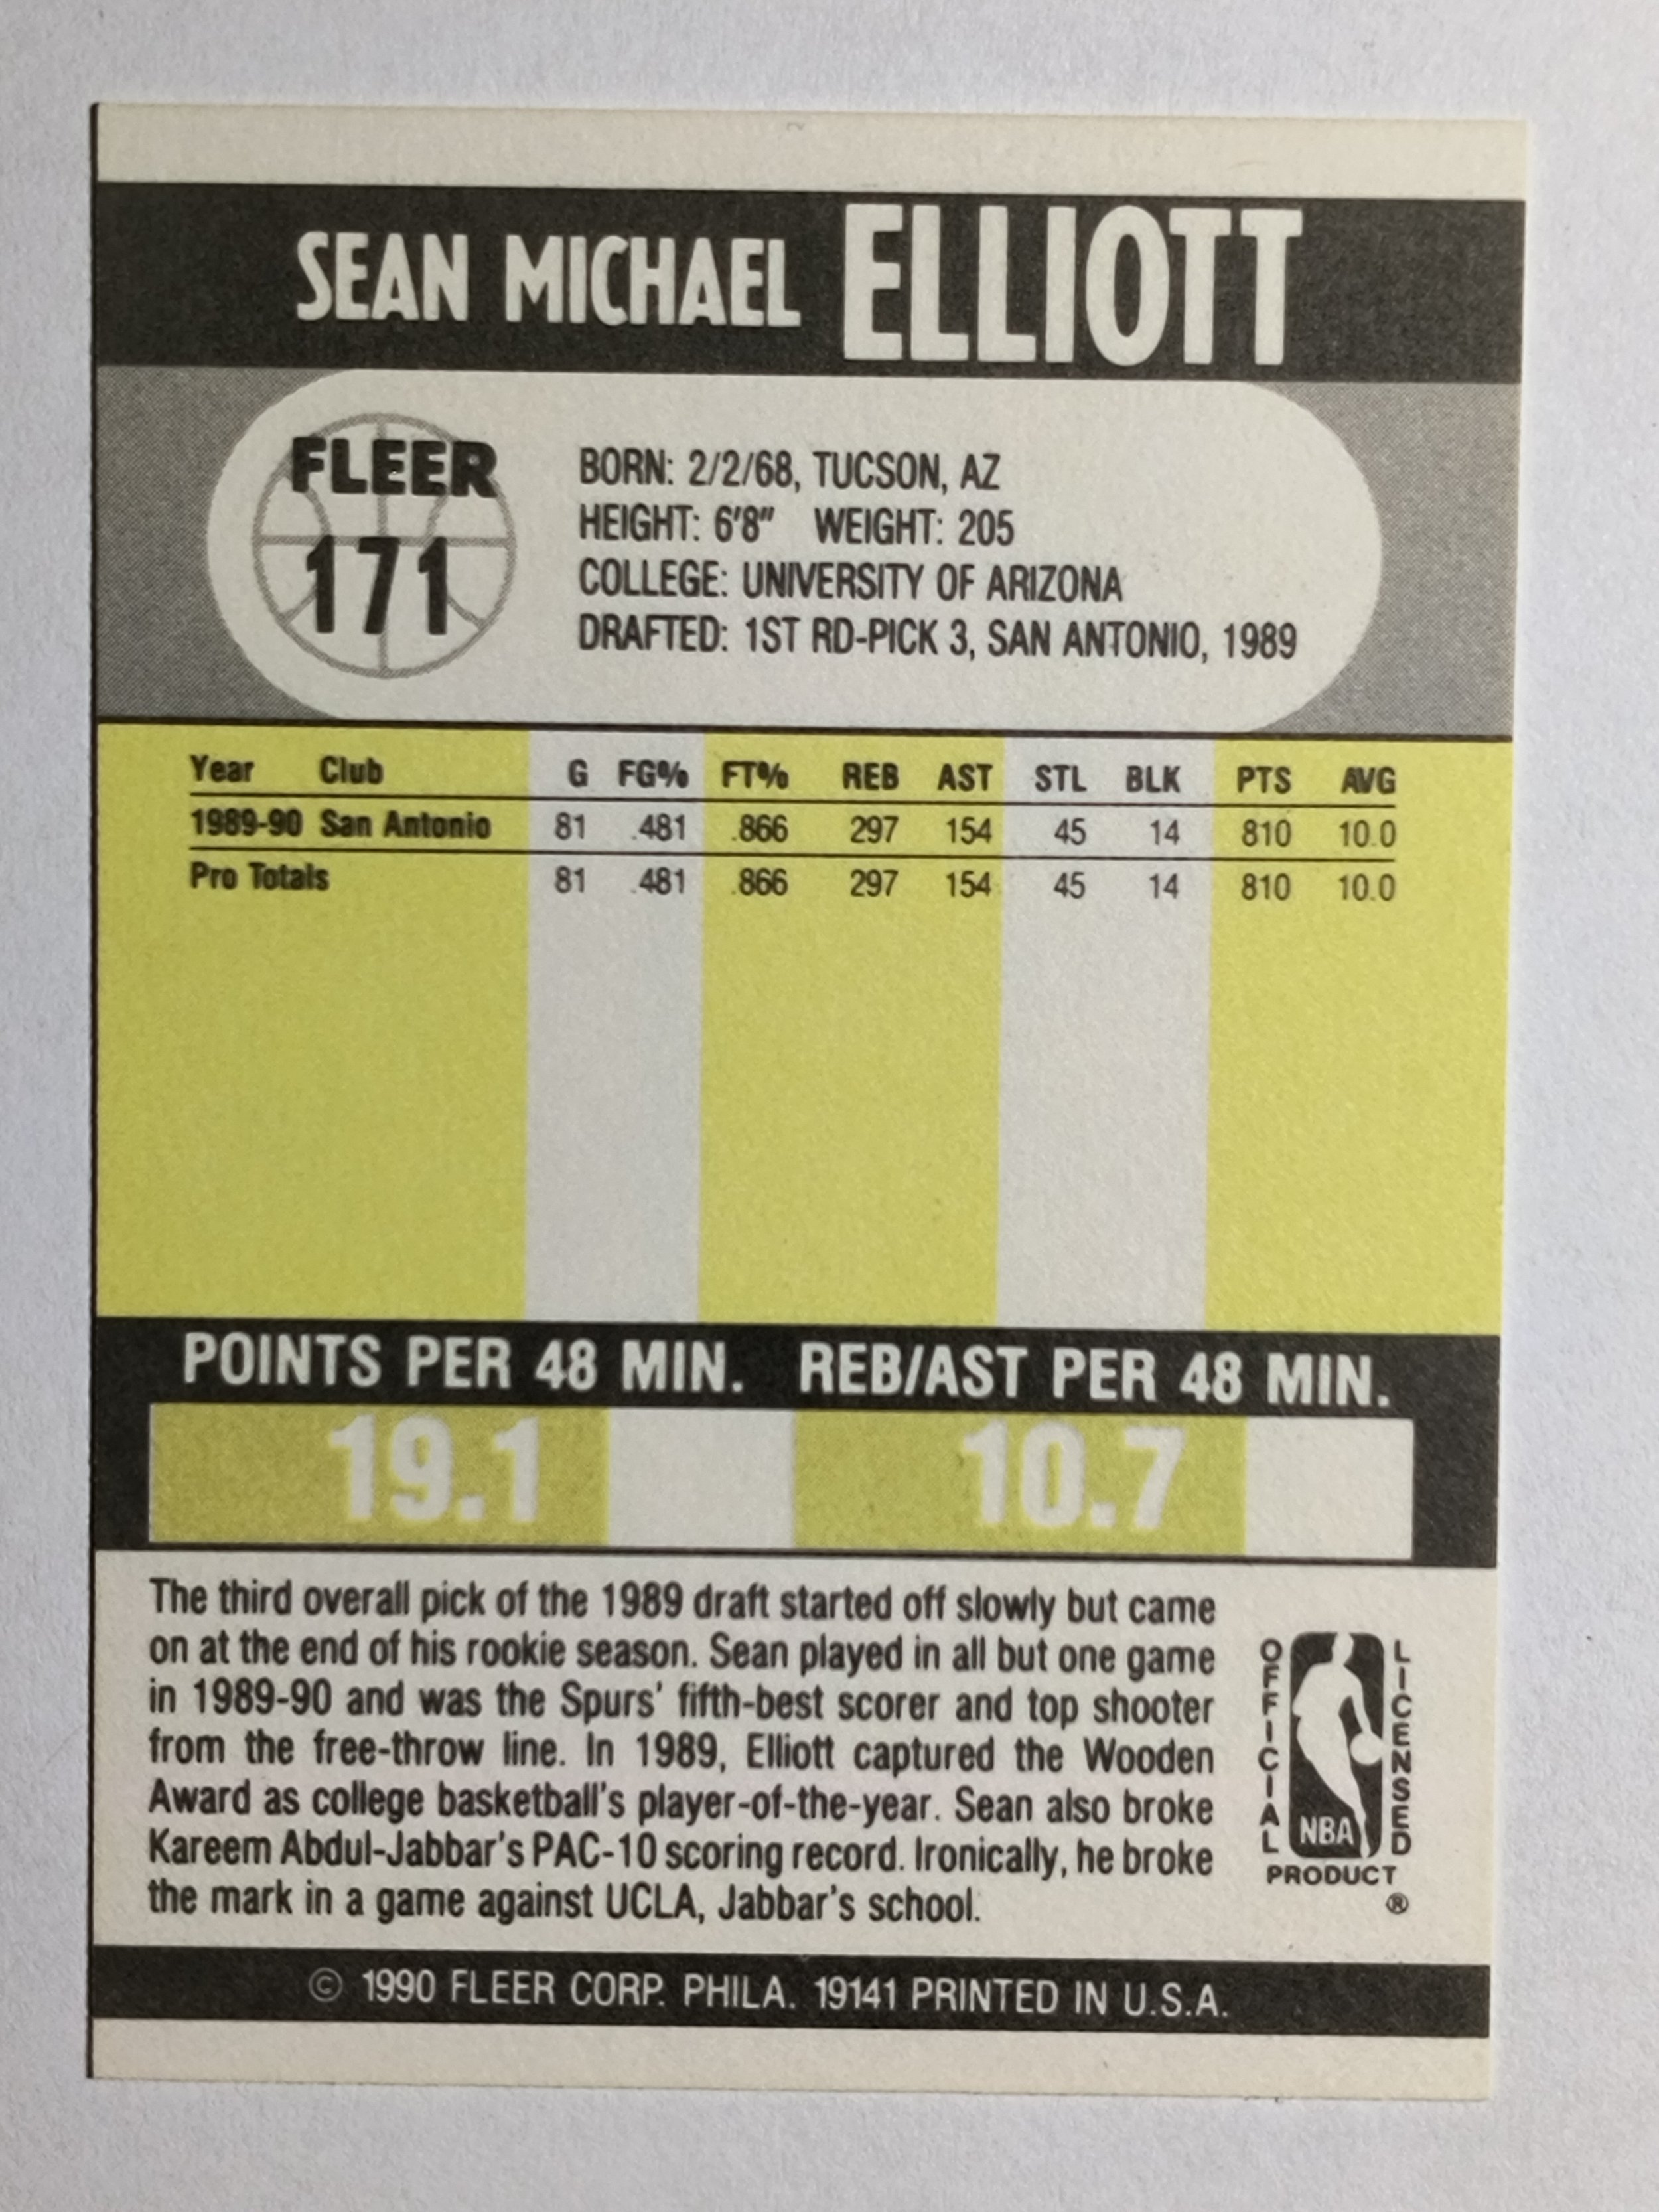 SEAN MICHAEL ELLIOTT
FLEER
171
BORN: 2/2/68, TUCSON, AZ
HEIGHT: 6'8" WEIGHT: 205
COLLEGE: UNIVERSITY OF ARIZONA
DRAFTED: 1ST RD-PICK 3, SAN ANTONIO, 1989
Year Club G FG% FT% REB AST STL BLK PTS AVG
1989-90 San Antonio 81 .481 .866 297 154 45 14 810 10.0
Pro Totals 81 .481 .866 297 154 45 14 810 10.0
POINTS PER 48 MIN. REB/AST PER 48 MIN.
19.1 10.7
The third overall pick of the 1989 draft started off slowly but came
on at the end of his rookie season. Sean played in all but one game
in 1989-90 and was the Spurs' fifth-best scorer and top shooter
from the free-throw line. In 1989, Elliott captured the Wooden
Award as college basketball's player-of-the-year. Sean also broke
Kareem Abdul-Jabbar's PAC-10 scoring record. Ironically, he broke
the mark in a game against UCLA, Jabbar's school.
OFFICIAL
NBA
LICENSED
PRODUCT
®
© 1990 FLEER CORP. PHILA. 19141 PRINTED IN U.S.A.